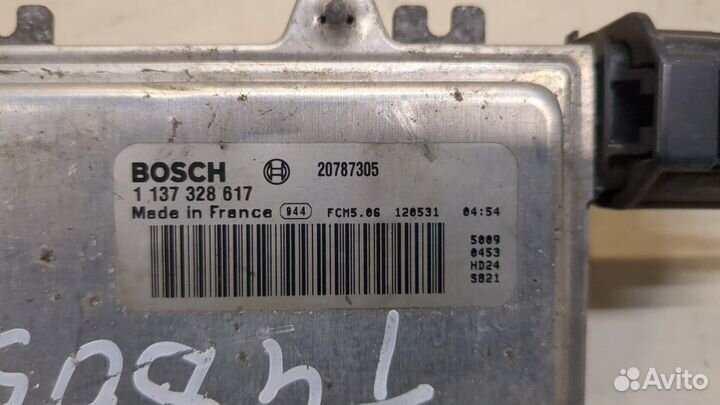 BOSCH 20787305
1 137 328 617
Made in France 944 FCM5.06 120531 04:54
5009
0453
HD24
S821
Avito